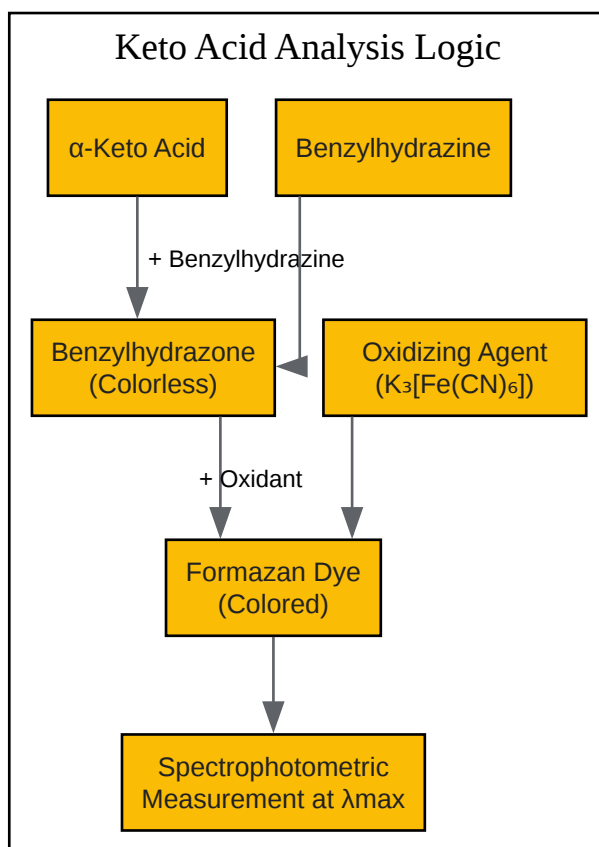 Keto Acid Analysis Logic
α-Keto Acid
Benzylhydrazine
+ Benzylhydrazine
Benzylhydrazone
(Colorless)
Oxidizing Agent
(K₃[Fe(CN)₆])
+ Oxidant
Formazan Dye
(Colored)
Spectrophotometric
Measurement at λmax